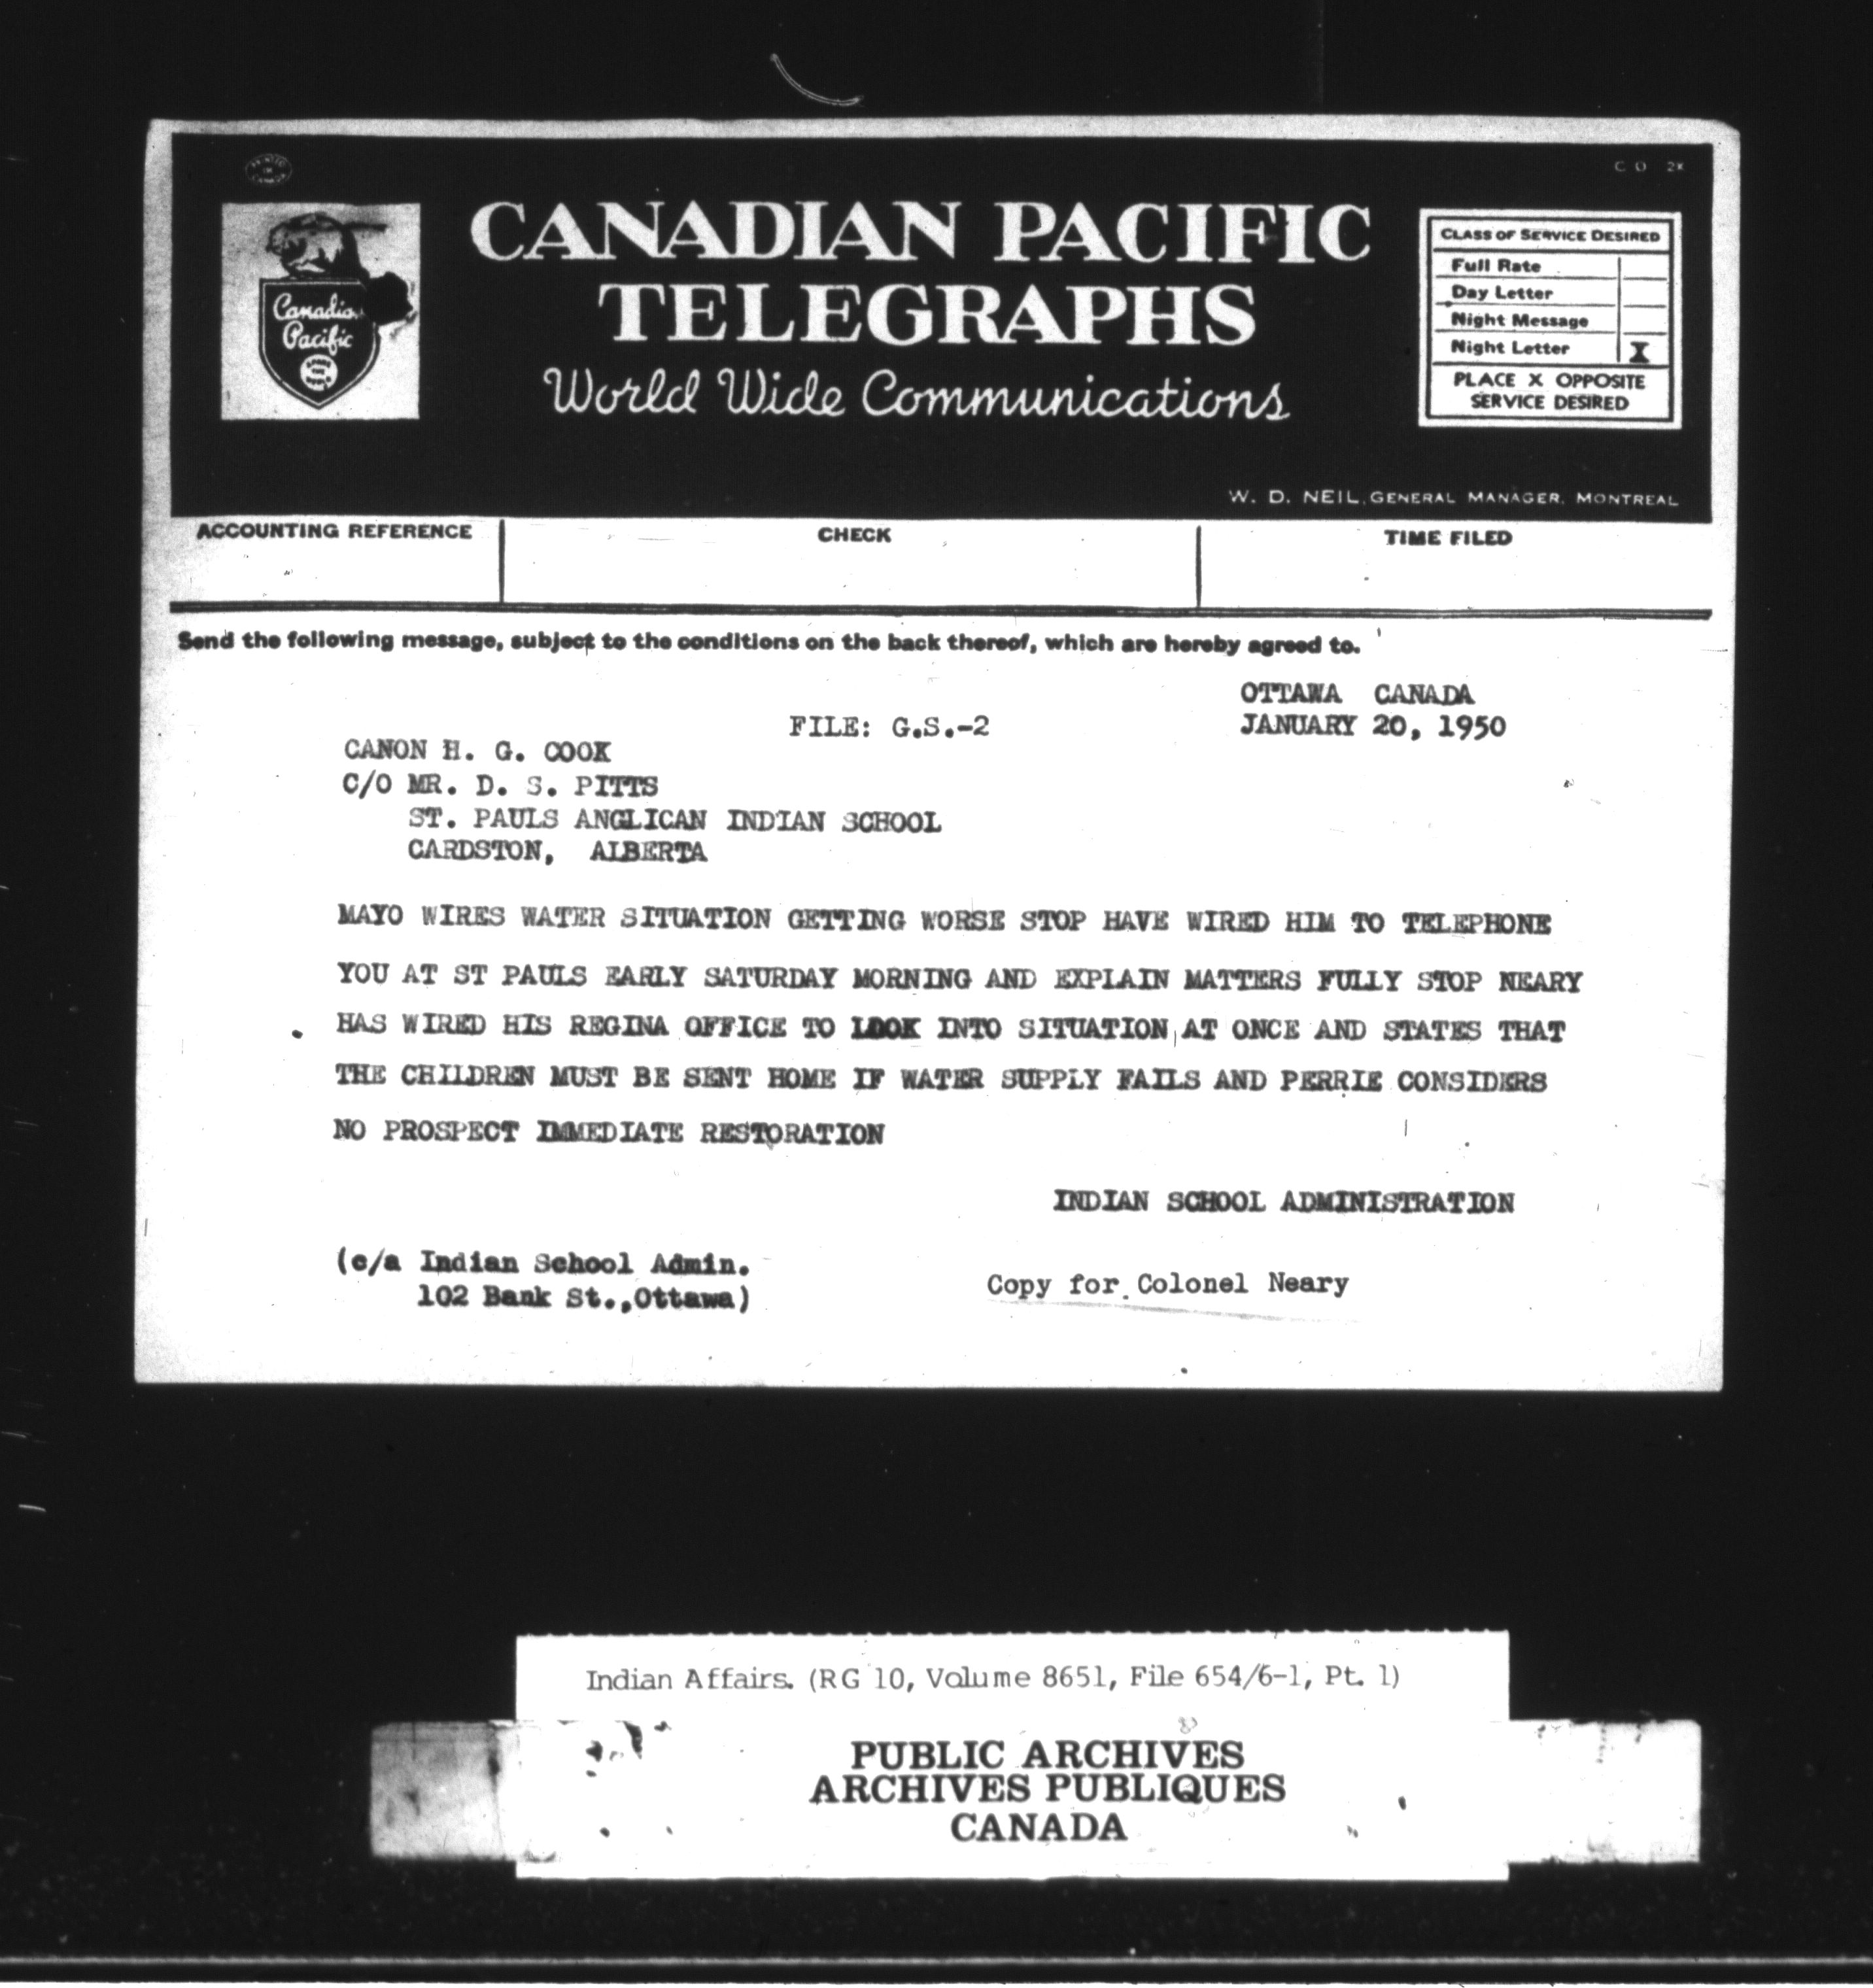 PRINTED IN CANADA
C O 2X
CANADIAN PACIFIC
TELEGRAPHS
World Wide Communications
Canadian
Pacific
CLASS OF SERVICE DESIRED
Full Rate
Day Letter
Night Message
Night Letter X
PLACE X OPPOSITE
SERVICE DESIRED
W. D. NEIL, GENERAL MANAGER, MONTREAL
ACCOUNTING REFERENCE CHECK TIME FILED
Send the following message, subject to the conditions on the back thereof, which are hereby agreed to.
OTTAWA CANADA
FILE: G.S.-2 JANUARY 20, 1950
CANON H. G. COOK
C/O MR. D. S. PITTS
ST. PAULS ANGLICAN INDIAN SCHOOL
CARDSTON, ALBERTA
MAYO WIRES WATER SITUATION GETTING WORSE STOP HAVE WIRED HIM TO TELEPHONE
YOU AT ST PAULS EARLY SATURDAY MORNING AND EXPLAIN MATTERS FULLY STOP NEARY
HAS WIRED HIS REGINA OFFICE TO LOOK INTO SITUATION AT ONCE AND STATES THAT
THE CHILDREN MUST BE SENT HOME IF WATER SUPPLY FAILS AND PERRIE CONSIDERS
NO PROSPECT IMMEDIATE RESTORATION
INDIAN SCHOOL ADMINISTRATION
(c/a Indian School Admin.
102 Bank St.,Ottawa)
Copy for Colonel Neary
Indian Affairs. (RG 10, Volume 8651, File 654/6-1, Pt. 1)
PUBLIC ARCHIVES
ARCHIVES PUBLIQUES
CANADA